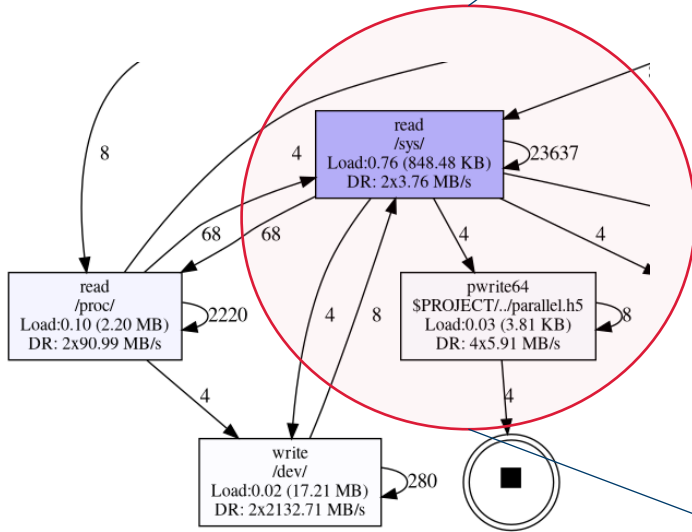 8
4
read
/sys/
Load:0.76 (848.48 KB)
DR: 2x3.76 MB/s
23637
68
68
4
4
read
/proc/
Load:0.10 (2.20 MB)
DR: 2x90.99 MB/s
2220
4
8
pwrite64
$PROJECT/../parallel.h5
Load:0.03 (3.81 KB)
DR: 4x5.91 MB/s
8
4
4
write
/dev/
Load:0.02 (17.21 MB)
DR: 2x2132.71 MB/s
280